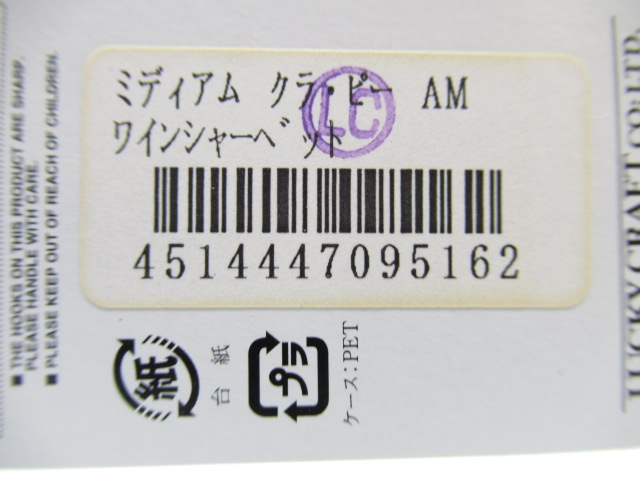 ミディアム クラ・ピー AM
ワインシャーベット
LC
4514447095162
■ THE HOOKS ON THIS PRODUCT ARE SHARP.
PLEASE HANDLE WITH CARE.
■ PLEASE KEEP OUT OF REACH OF CHILDREN.
紙
台紙
プラ
ケース:PET
LUCKY CRAFT CO.LTD.